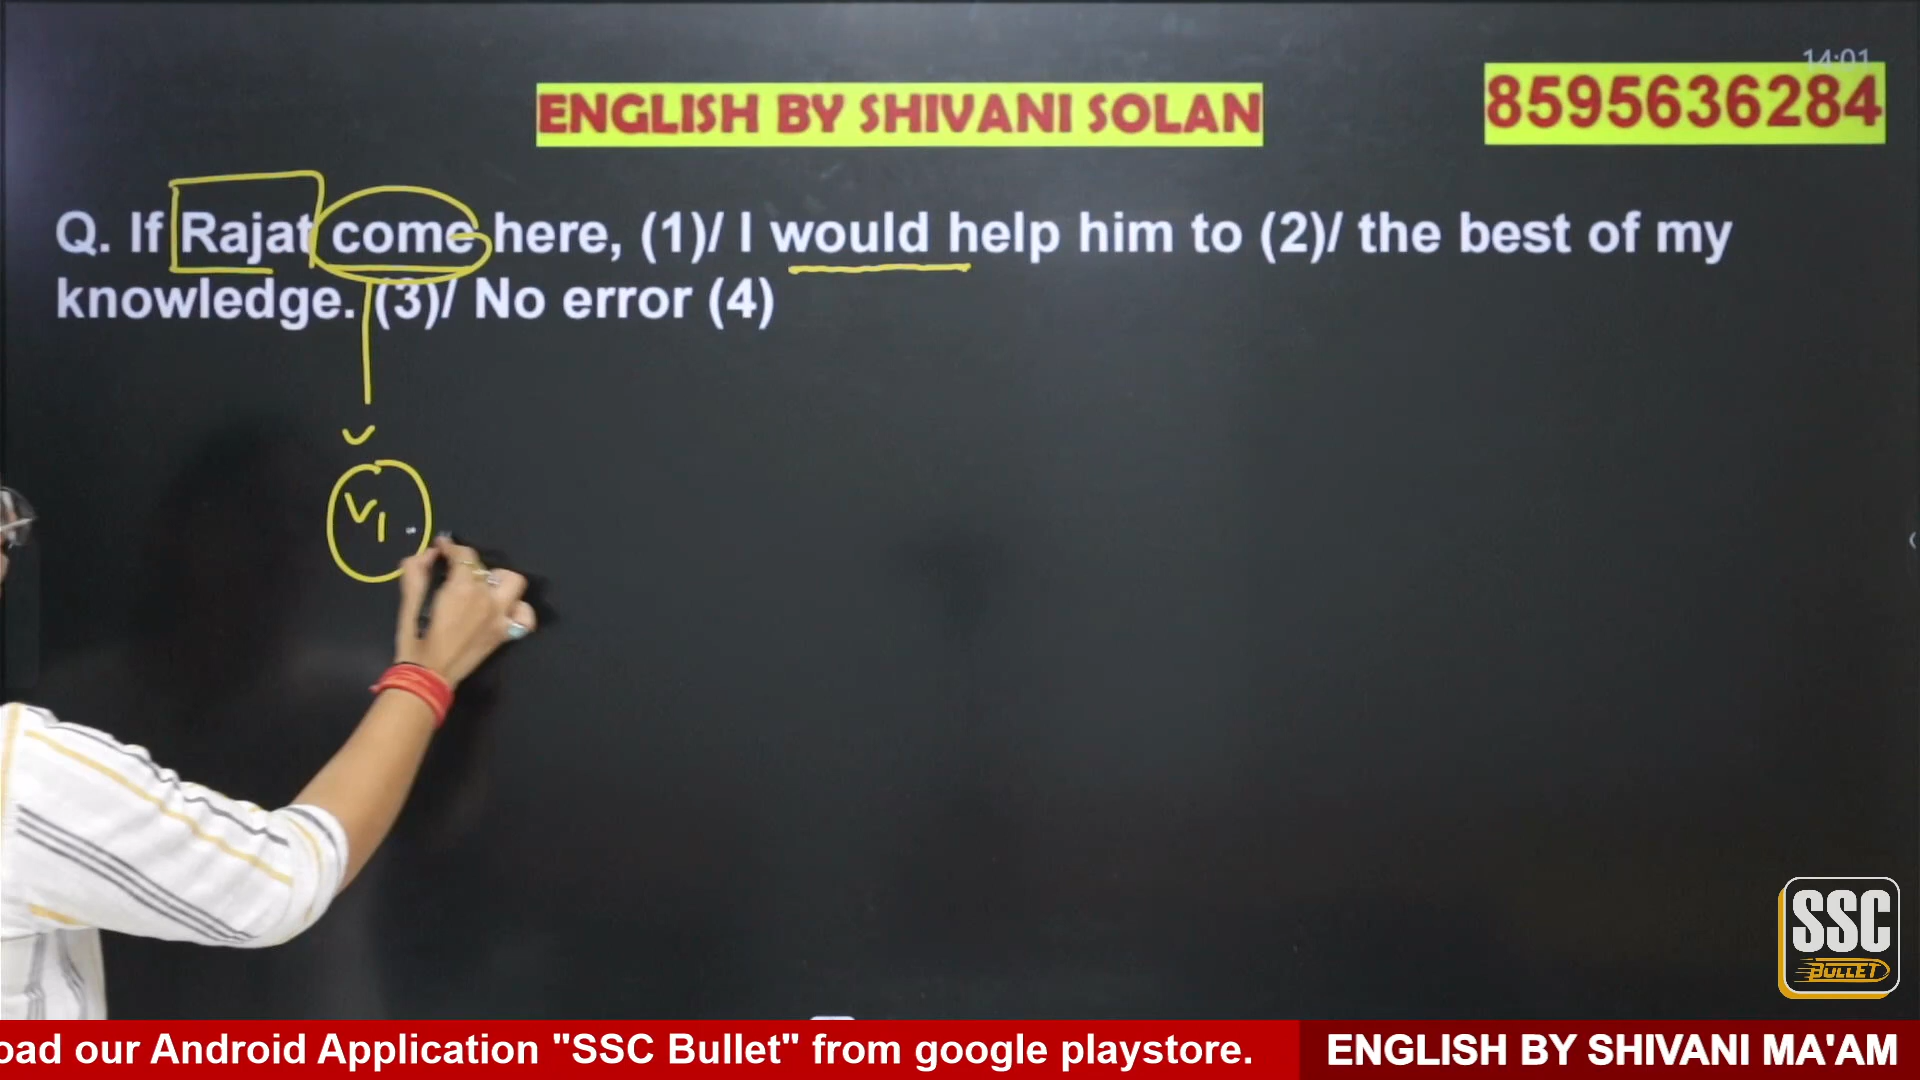 14:01
ENGLISH BY SHIVANI SOLAN
8595636284
Q. If Rajat come here, (1)/ I would help him to (2)/ the best of my
knowledge. (3)/ No error (4)
V1
SSC
BULLET
oad our Android Application "SSC Bullet" from google playstore.
ENGLISH BY SHIVANI MA'AM